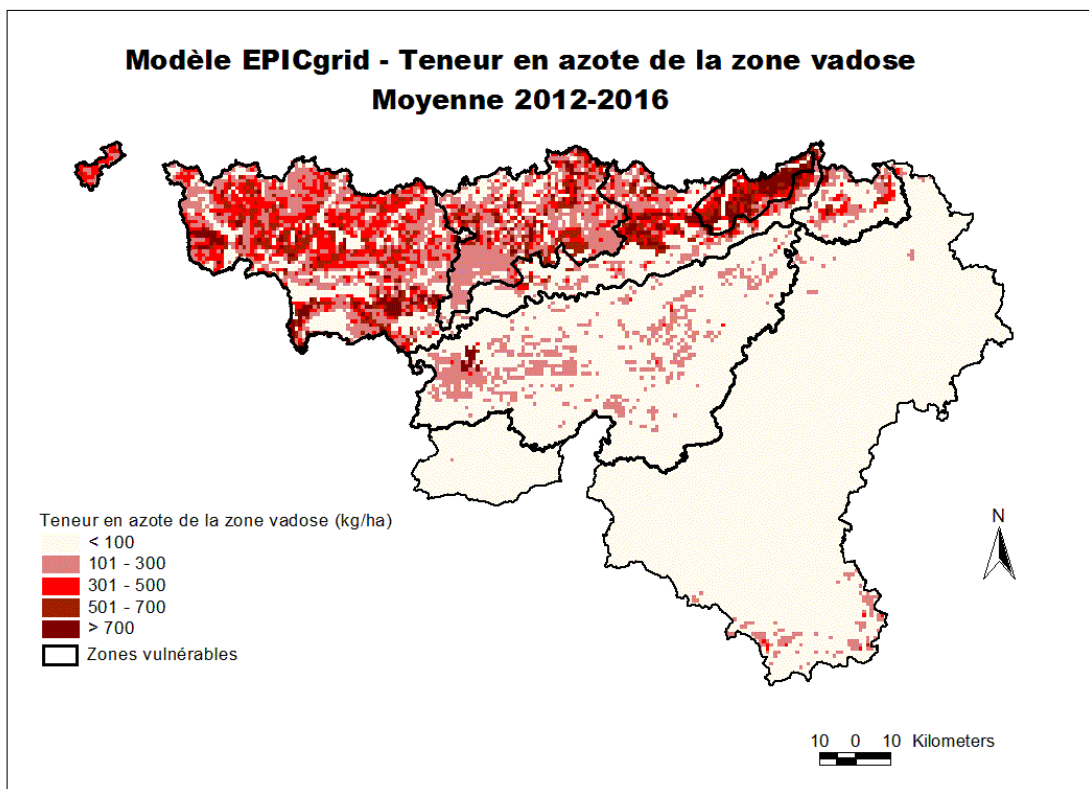 Modèle EPICgrid - Teneur en azote de la zone vadose
Moyenne 2012-2016
Teneur en azote de la zone vadose (kg/ha)
< 100
101 - 300
301 - 500
501 - 700
> 700
Zones vulnérables
N
10 0 10 Kilometers